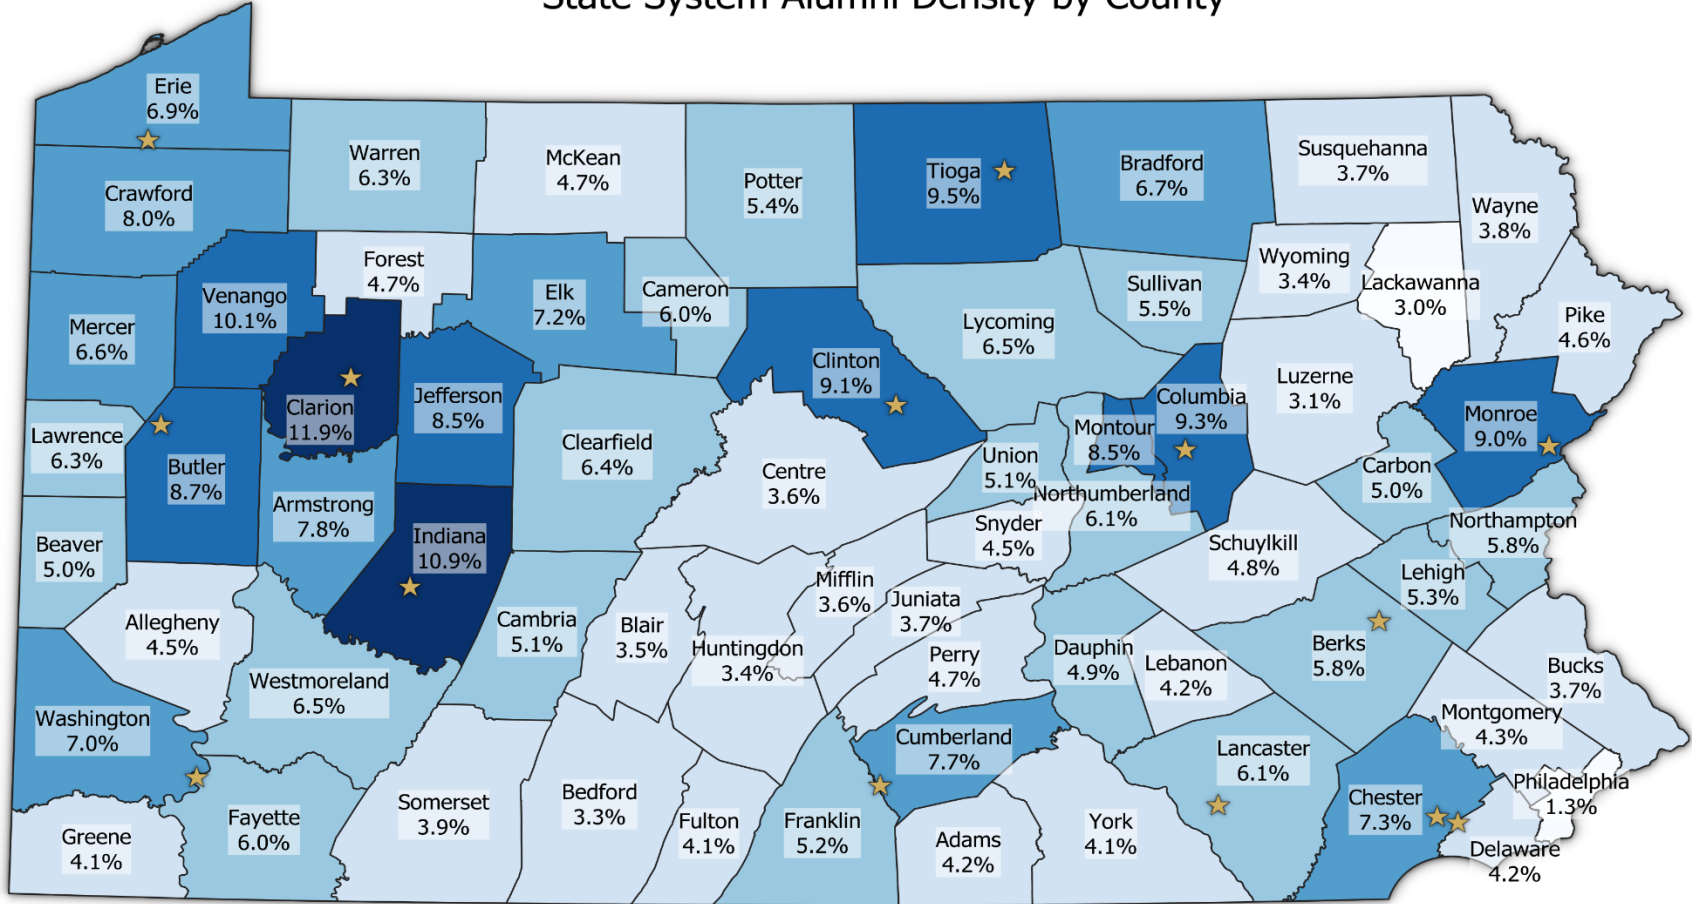 State System Alumni Density by County
Erie
6.9%
Warren
6.3%
McKean
4.7%
Potter
5.4%
Tioga
9.5%
Bradford
6.7%
Susquehanna
3.7%
Wayne
3.8%
Crawford
8.0%
Forest
4.7%
Wyoming
3.4%
Lackawanna
3.0%
Venango
10.1%
Elk
7.2%
Cameron
6.0%
Sullivan
5.5%
Pike
4.6%
Mercer
6.6%
Lycoming
6.5%
Clinton
9.1%
Luzerne
3.1%
Jefferson
8.5%
Columbia
9.3%
Clarion
11.9%
Monroe
9.0%
Lawrence
6.3%
Montour
8.5%
Butler
8.7%
Clearfield
6.4%
Union
5.1%
Carbon
5.0%
Centre
3.6%
Northumberland
6.1%
Armstrong
7.8%
Snyder
4.5%
Northampton
5.8%
Indiana
10.9%
Beaver
5.0%
Schuylkill
4.8%
Lehigh
5.3%
Mifflin
3.6%
Juniata
3.7%
Allegheny
4.5%
Cambria
5.1%
Blair
3.5%
Huntingdon
3.4%
Perry
4.7%
Dauphin
4.9%
Lebanon
4.2%
Berks
5.8%
Bucks
3.7%
Westmoreland
6.5%
Washington
7.0%
Montgomery
4.3%
Cumberland
7.7%
Lancaster
6.1%
Philadelphia
1.3%
Chester
7.3%
Bedford
3.3%
Somerset
3.9%
Fayette
6.0%
Fulton
4.1%
Franklin
5.2%
Adams
4.2%
York
4.1%
Greene
4.1%
Delaware
4.2%